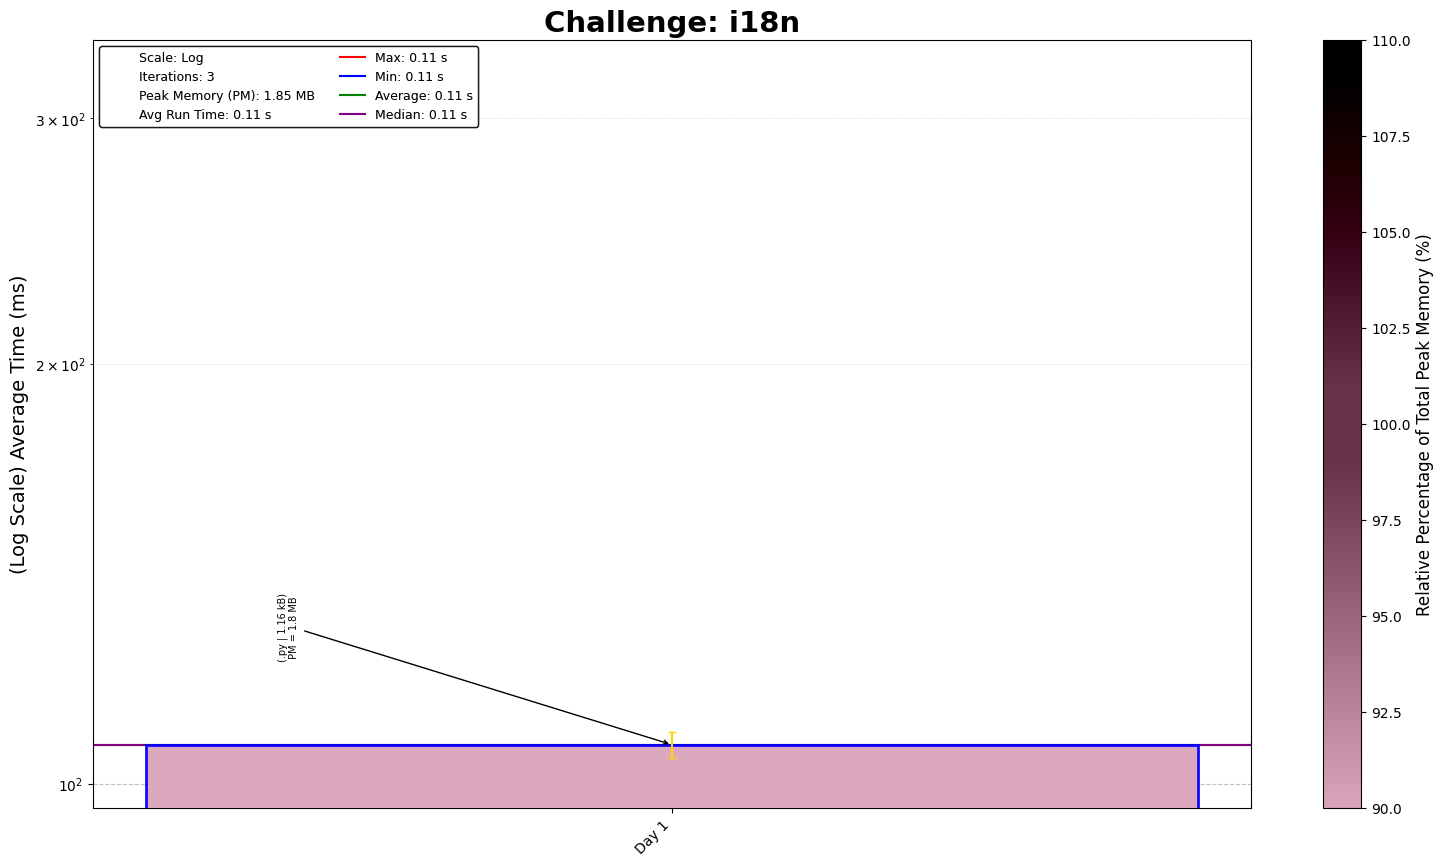 Challenge: i18n
Scale: Log
Iterations: 3
Peak Memory (PM): 1.85 MB
Avg Run Time: 0.11 s
Max: 0.11 s
Min: 0.11 s
Average: 0.11 s
Median: 0.11 s
(Log Scale) Average Time (ms)
3 × 10²
2 × 10²
10²
(.py | 1.16 kB)
PM = 1.8 MB
Day 1
110.0
107.5
105.0
102.5
100.0
97.5
95.0
92.5
90.0
Relative Percentage of Total Peak Memory (%)